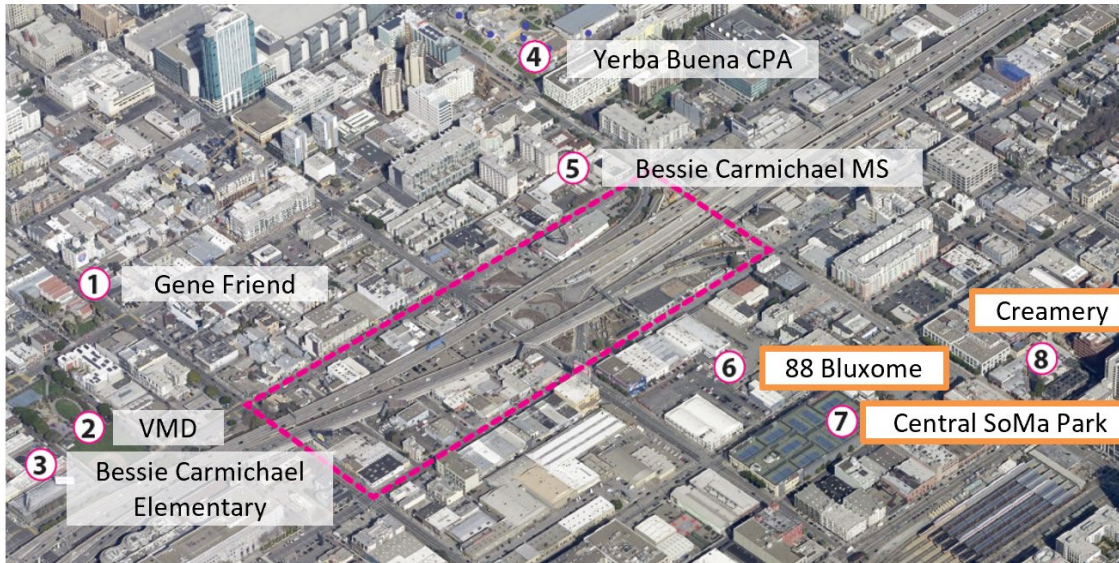 4
Yerba Buena CPA
5
Bessie Carmichael MS
1
Gene Friend
Creamery
8
6
88 Bluxome
2
VMD
7
Central SoMa Park
3
Bessie Carmichael
Elementary